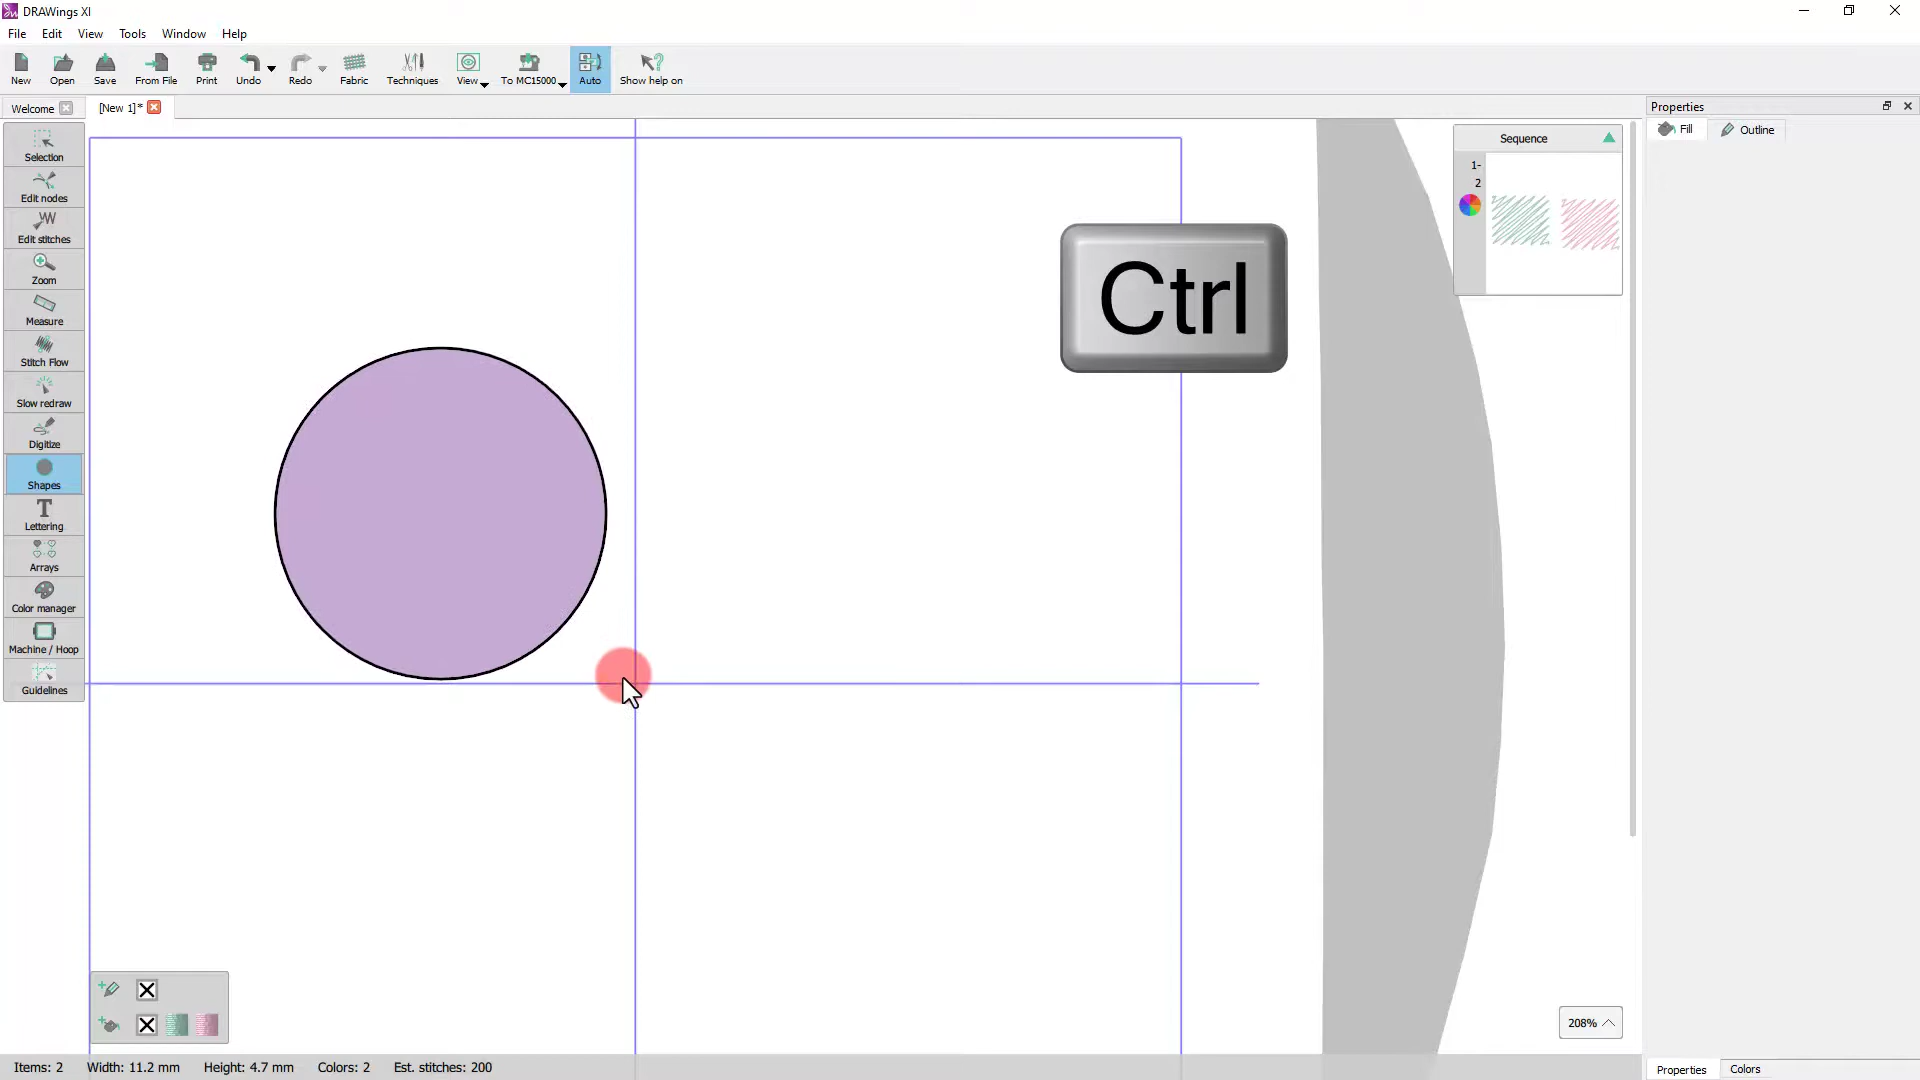 DRAWings XI
File Edit View Tools Window Help
New Open Save From File Print Undo Redo Fabric Techniques View To MC15000 Auto Show help on
Welcome [New 1]* Properties
Fill Outline
Selection
Edit nodes
Edit stitches
Zoom
Measure
Stitch Flow
Slow redraw
Digitize
Shapes
Lettering
Arrays
Color manager
Machine / Hoop
Guidelines
Sequence
1-
2
Ctrl
208%
Items: 2 Width: 11.2 mm Height: 4.7 mm Colors: 2 Est. stitches: 200
Properties Colors